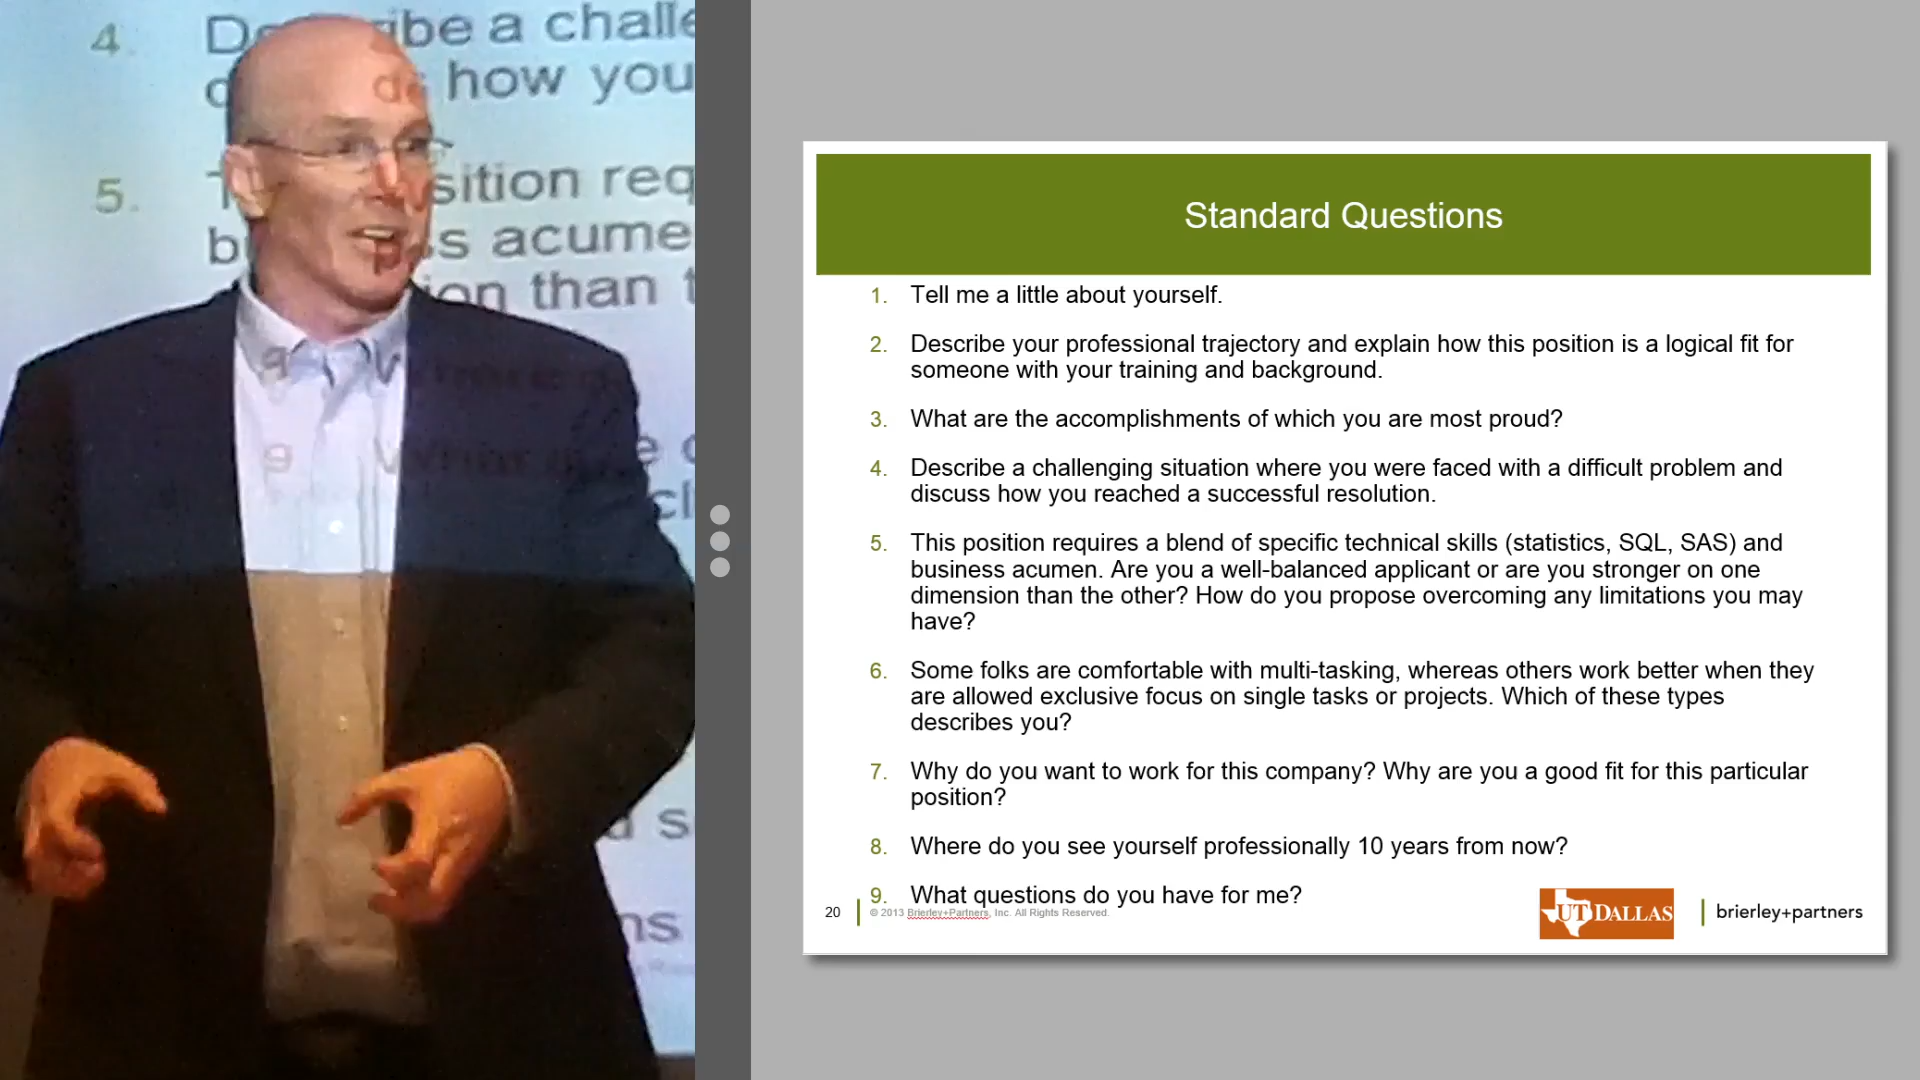 4. De ibe a challe
de how you
5. T sition req
bu ss acume
ion than t
Standard Questions
1. Tell me a little about yourself.
2. Describe your professional trajectory and explain how this position is a logical fit for
someone with your training and background.
3. What are the accomplishments of which you are most proud?
4. Describe a challenging situation where you were faced with a difficult problem and
discuss how you reached a successful resolution.
5. This position requires a blend of specific technical skills (statistics, SQL, SAS) and
business acumen. Are you a well-balanced applicant or are you stronger on one
dimension than the other? How do you propose overcoming any limitations you may
have?
6. Some folks are comfortable with multi-tasking, whereas others work better when they
are allowed exclusive focus on single tasks or projects. Which of these types
describes you?
7. Why do you want to work for this company? Why are you a good fit for this particular
position?
8. Where do you see yourself professionally 10 years from now?
9. What questions do you have for me?
20 © 2013 Brierley+Partners, Inc. All Rights Reserved.
UT DALLAS
brierley+partners